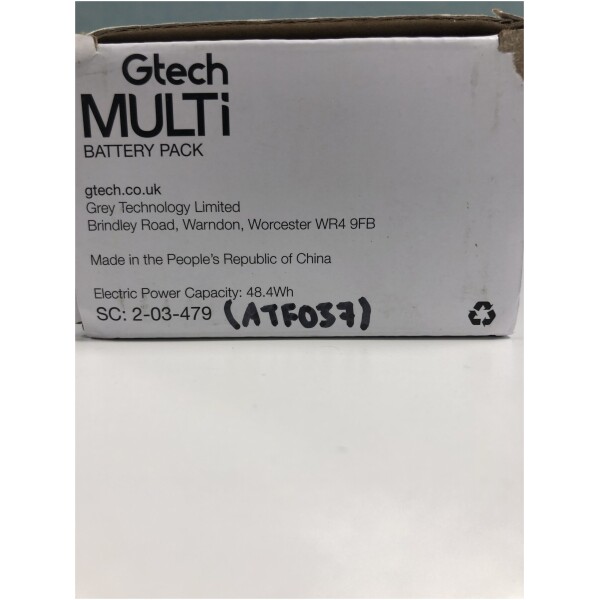 Gtech
MULTi
BATTERY PACK
gtech.co.uk
Grey Technology Limited
Brindley Road, Warndon, Worcester WR4 9FB
Made in the People's Republic of China
Electric Power Capacity: 48.4Wh
SC: 2-03-479 (ATF037)